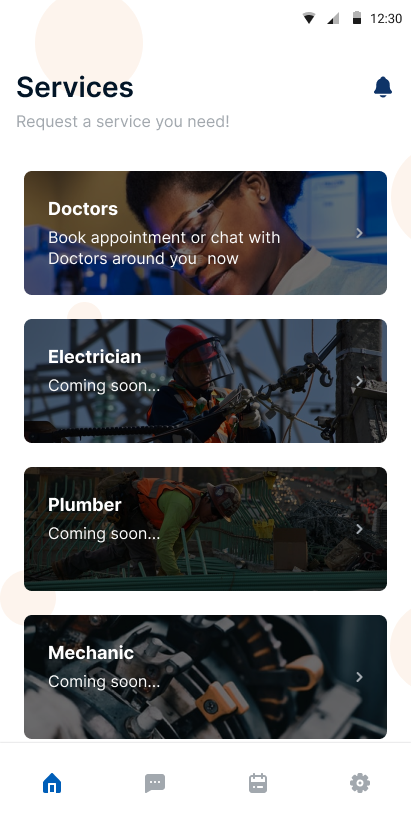 12:30
Services
Request a service you need!
Doctors
Book appointment or chat with
Doctors around you  now
Electrician
Coming soon...
Plumber
Coming soon...
Mechanic
Coming soon...